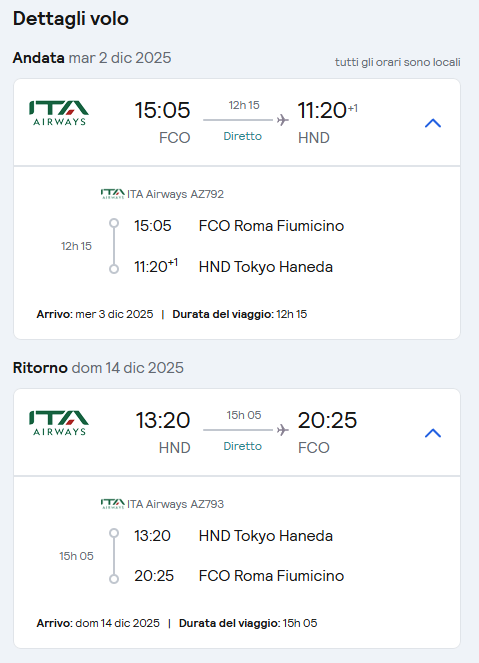 Dettagli volo
Andata mar 2 dic 2025 tutti gli orari sono locali
ITA AIRWAYS
15:05 12h 15 11:20+1
FCO Diretto HND
ITA AIRWAYS ITA Airways AZ792
15:05 FCO Roma Fiumicino
12h 15
11:20+1 HND Tokyo Haneda
Arrivo: mer 3 dic 2025 | Durata del viaggio: 12h 15
Ritorno dom 14 dic 2025
ITA AIRWAYS
13:20 15h 05 20:25
HND Diretto FCO
ITA AIRWAYS ITA Airways AZ793
13:20 HND Tokyo Haneda
15h 05
20:25 FCO Roma Fiumicino
Arrivo: dom 14 dic 2025 | Durata del viaggio: 15h 05